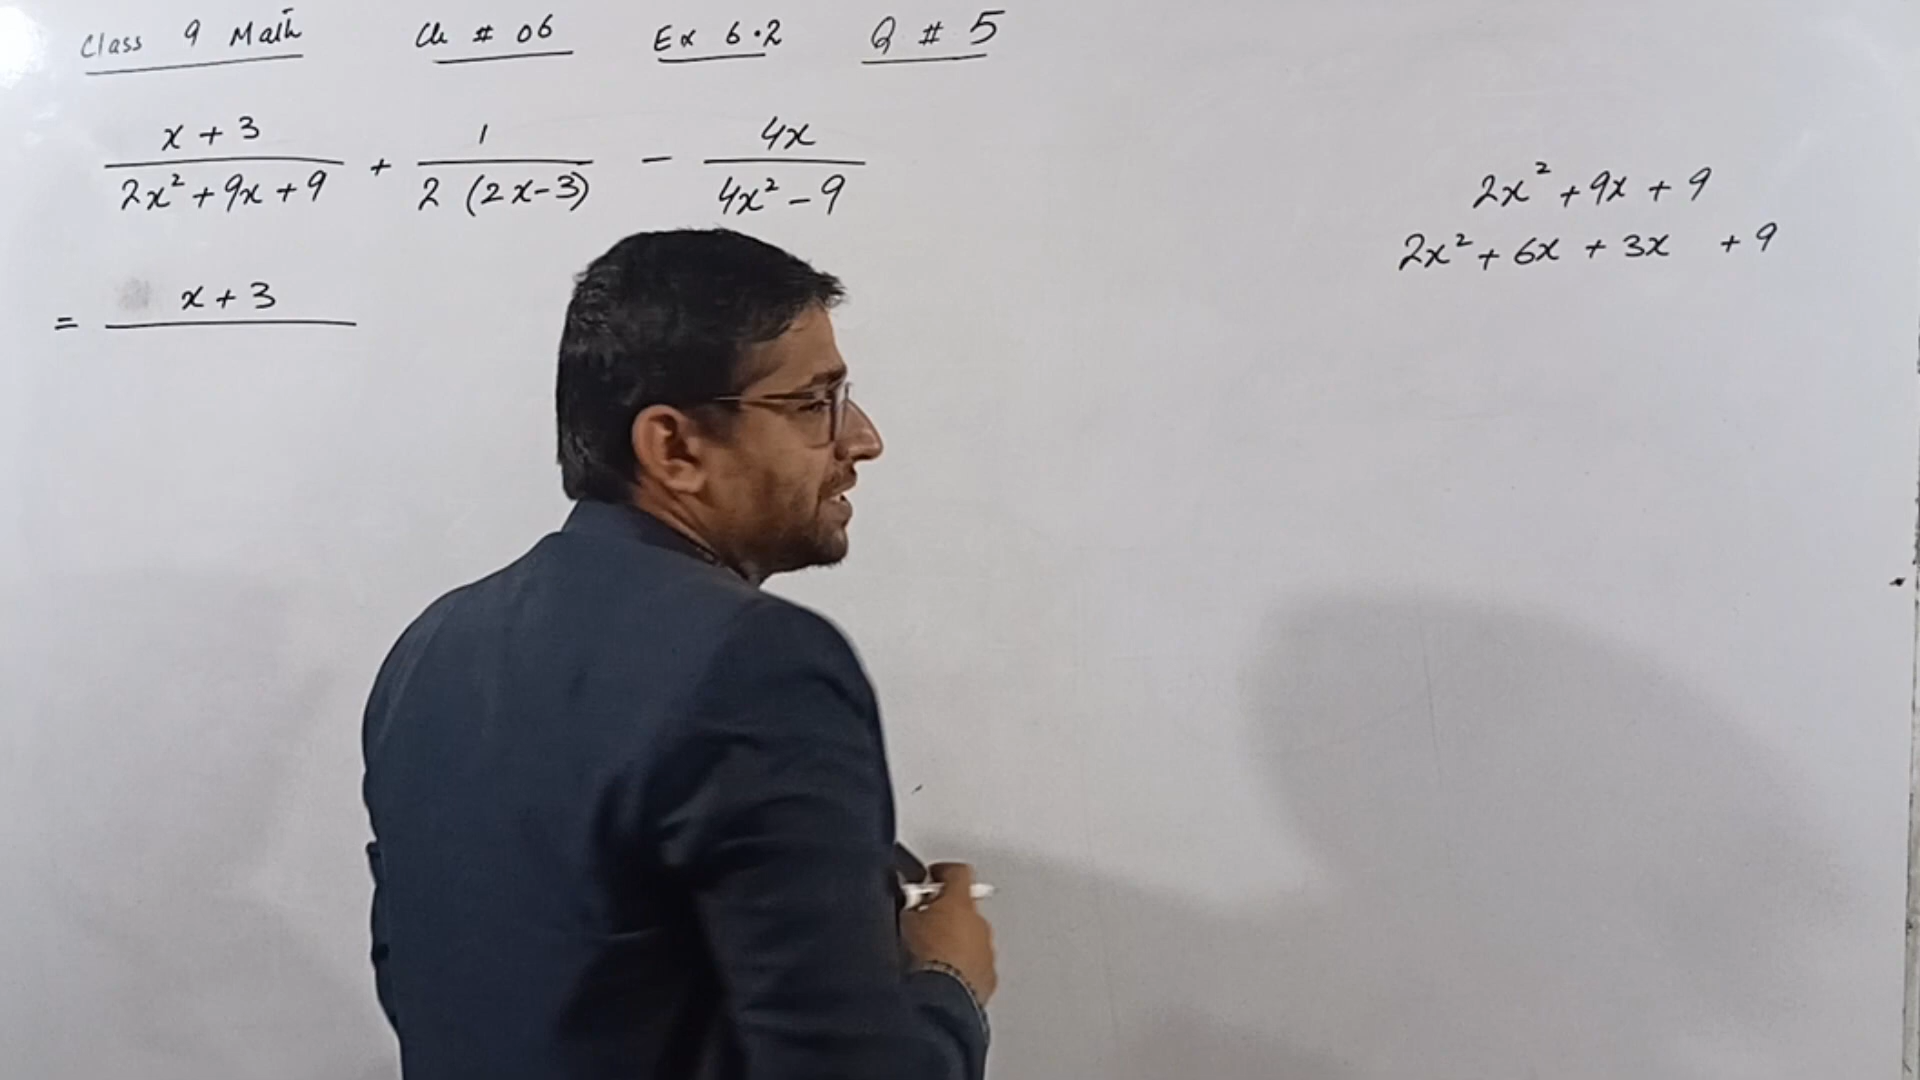 Class 9 Math Ch # 06 Ex 6.2 Q # 5
x + 3 / 2x² + 9x + 9 + 1 / 2 (2x-3) - 4x / 4x² - 9
= x + 3
2x² + 9x + 9
2x² + 6x + 3x + 9